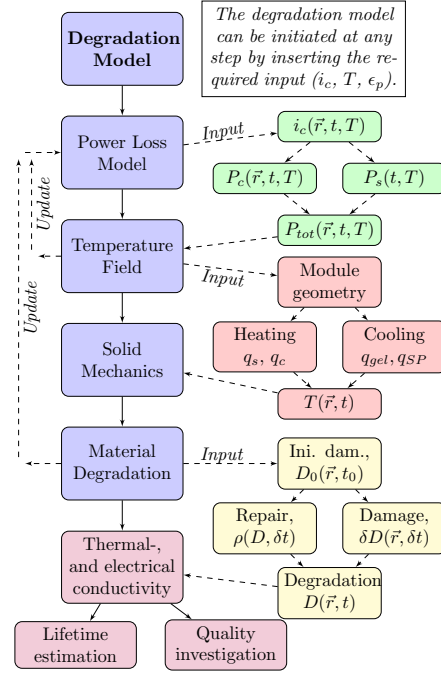 Degradation
Model
The degradation model
can be initiated at any
step by inserting the re-
quired input (i_c, T, ϵ_p).
Power Loss
Model
Input
i_c(r⃗, t, T)
P_c(r⃗, t, T)
P_s(t, T)
P_tot(r⃗, t, T)
Update
Temperature
Field
Input
Module
geometry
Heating
q_s, q_c
Cooling
q_gel, q_SP
Update
Solid
Mechanics
T(r⃗, t)
Material
Degradation
Input
Ini. dam.,
D_0(r⃗, t_0)
Repair,
ρ(D, δt)
Damage,
δD(r⃗, δt)
Thermal-,
and electrical
conductivity
Degradation
D(r⃗, t)
Lifetime
estimation
Quality
investigation